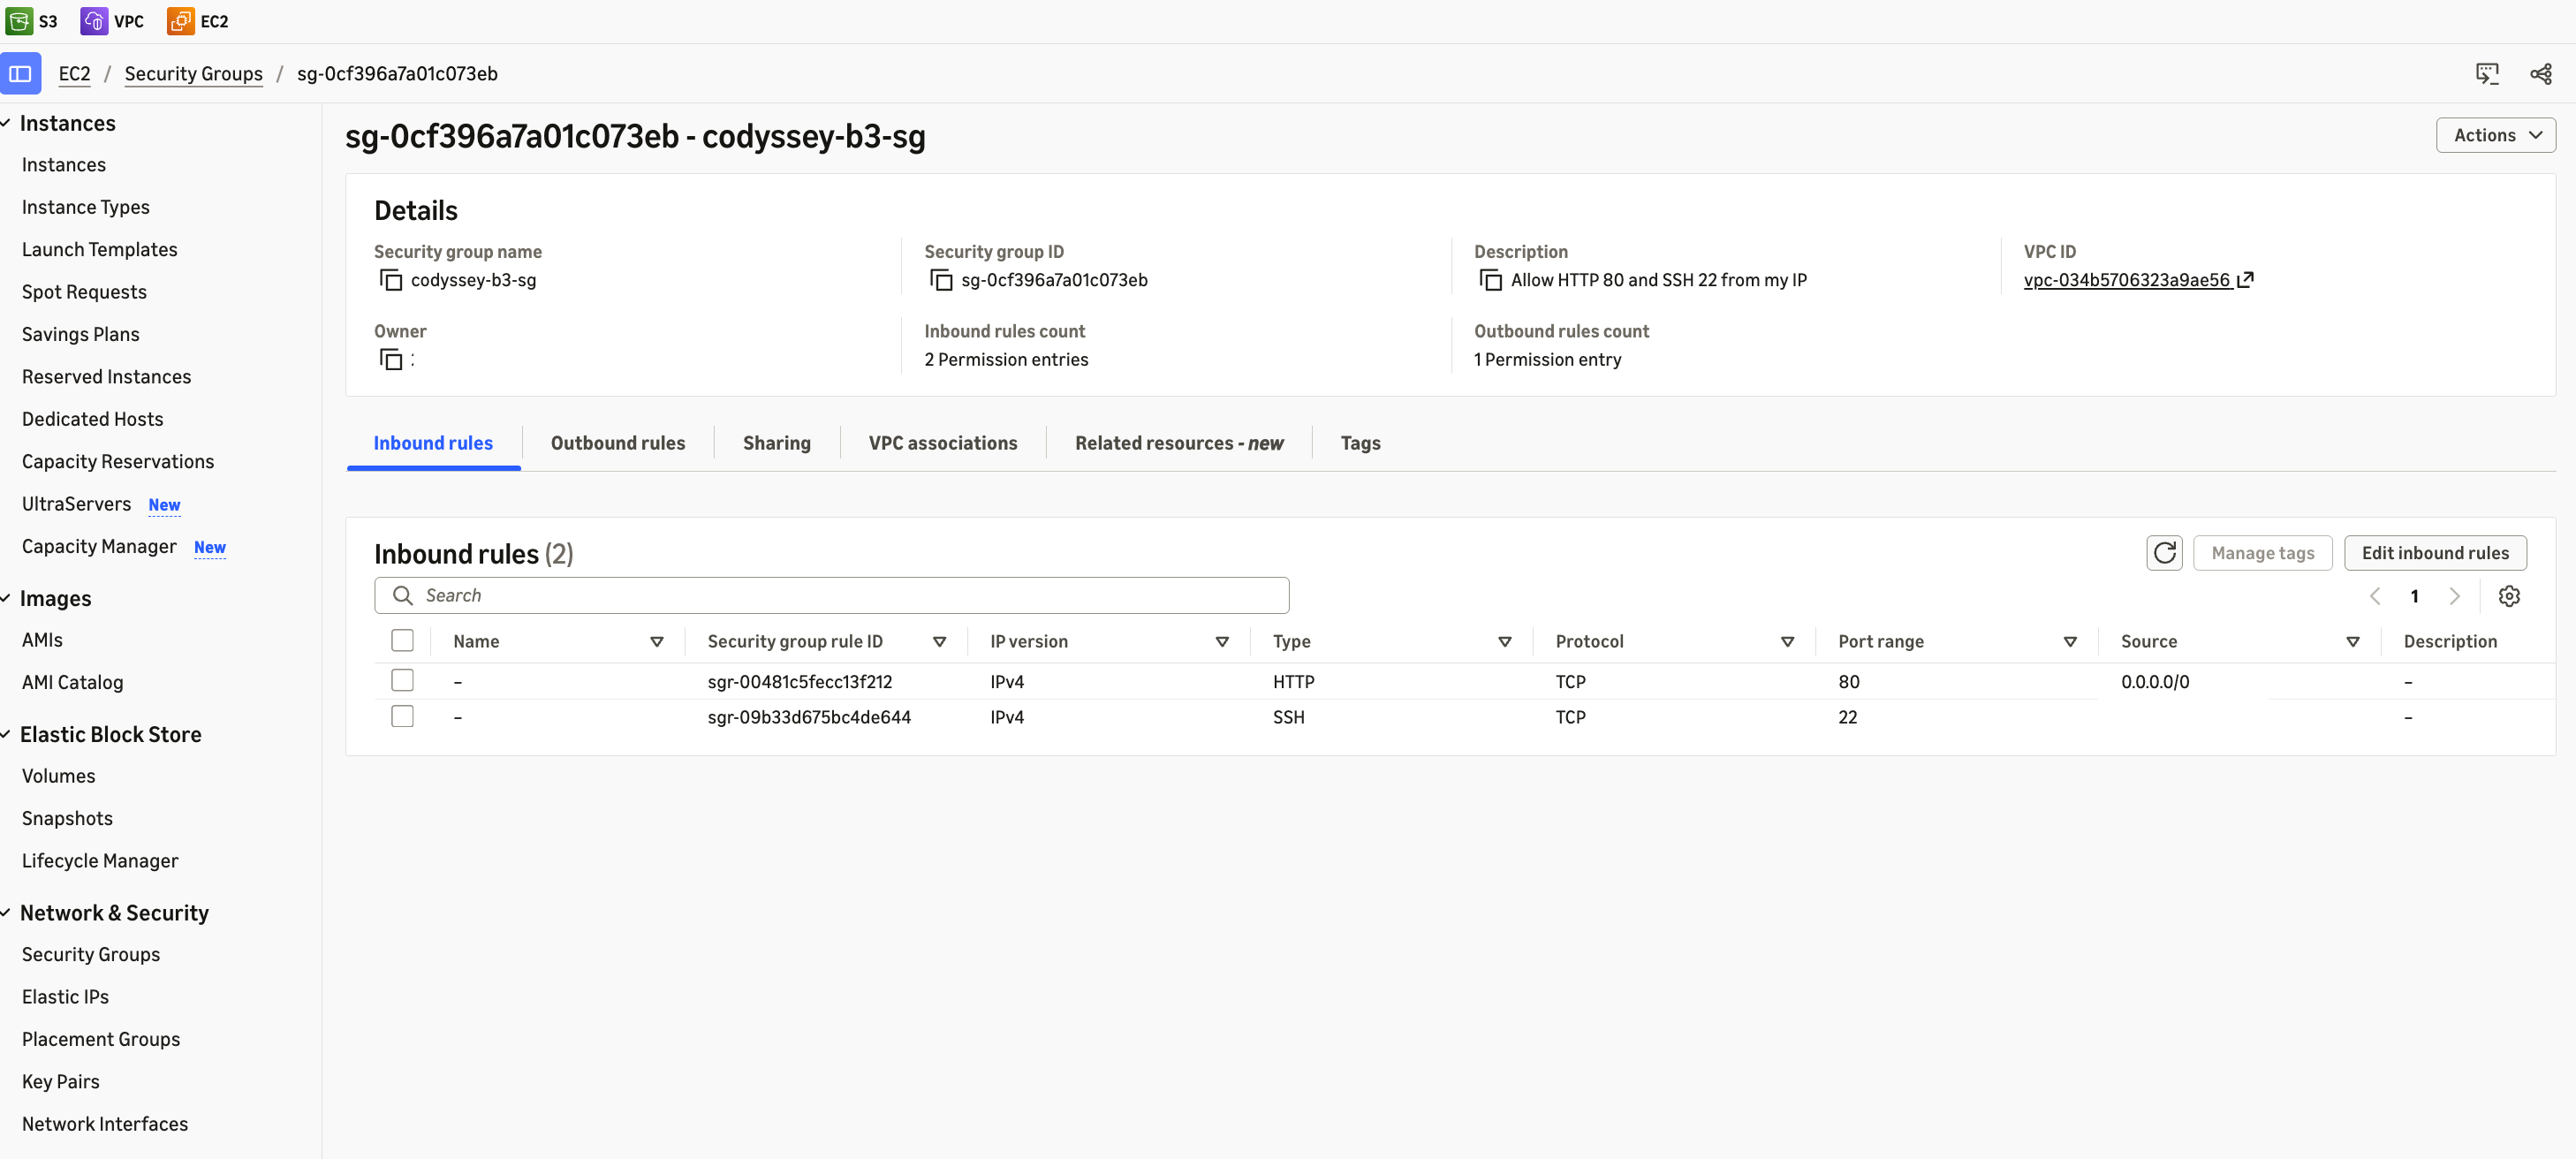 S3 VPC EC2
EC2 / Security Groups / sg-0cf396a7a01c073eb
Instances
Instances
Instance Types
Launch Templates
Spot Requests
Savings Plans
Reserved Instances
Dedicated Hosts
Capacity Reservations
UltraServers New
Capacity Manager New
Images
AMIs
AMI Catalog
Elastic Block Store
Volumes
Snapshots
Lifecycle Manager
Network & Security
Security Groups
Elastic IPs
Placement Groups
Key Pairs
Network Interfaces
sg-0cf396a7a01c073eb - codyssey-b3-sg
Actions
Details
Security group name
codyssey-b3-sg
Security group ID
sg-0cf396a7a01c073eb
Description
Allow HTTP 80 and SSH 22 from my IP
VPC ID
vpc-034b5706323a9ae56
Owner
Inbound rules count
2 Permission entries
Outbound rules count
1 Permission entry
Inbound rules Outbound rules Sharing VPC associations Related resources - new Tags
Inbound rules (2)
Manage tags Edit inbound rules
Search
1
Name Security group rule ID IP version Type Protocol Port range Source Description
– sgr-00481c5fecc13f212 IPv4 HTTP TCP 80 0.0.0.0/0 –
– sgr-09b33d675bc4de644 IPv4 SSH TCP 22 –